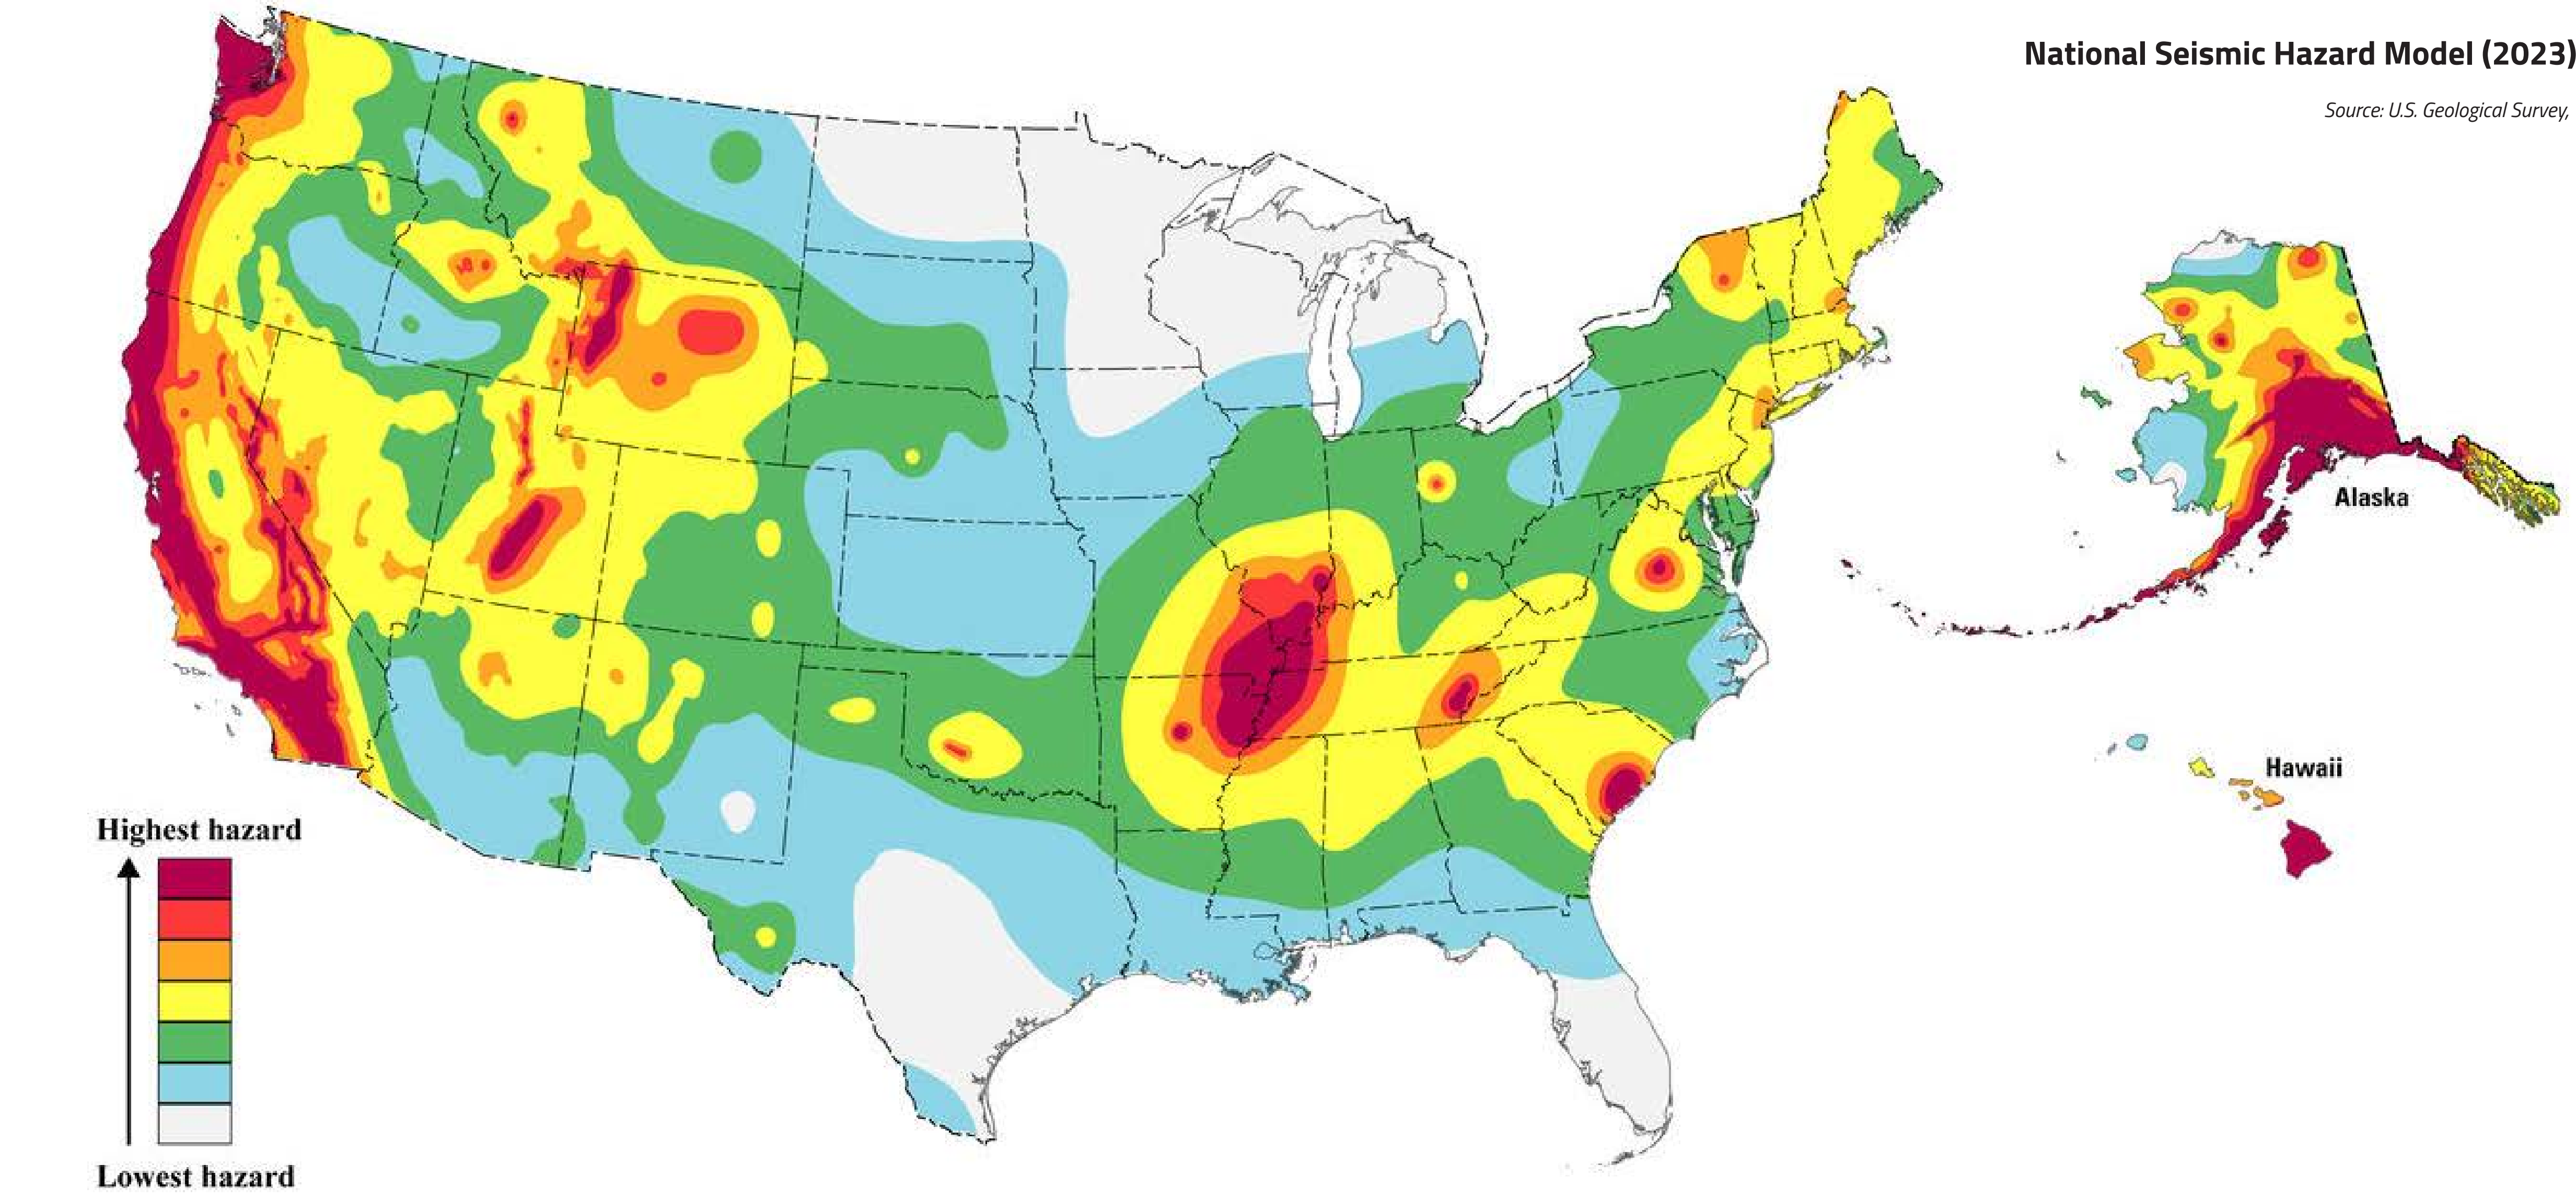 National Seismic Hazard Model (2023)
Source: U.S. Geological Survey,
Alaska
Hawaii
Highest hazard
Lowest hazard